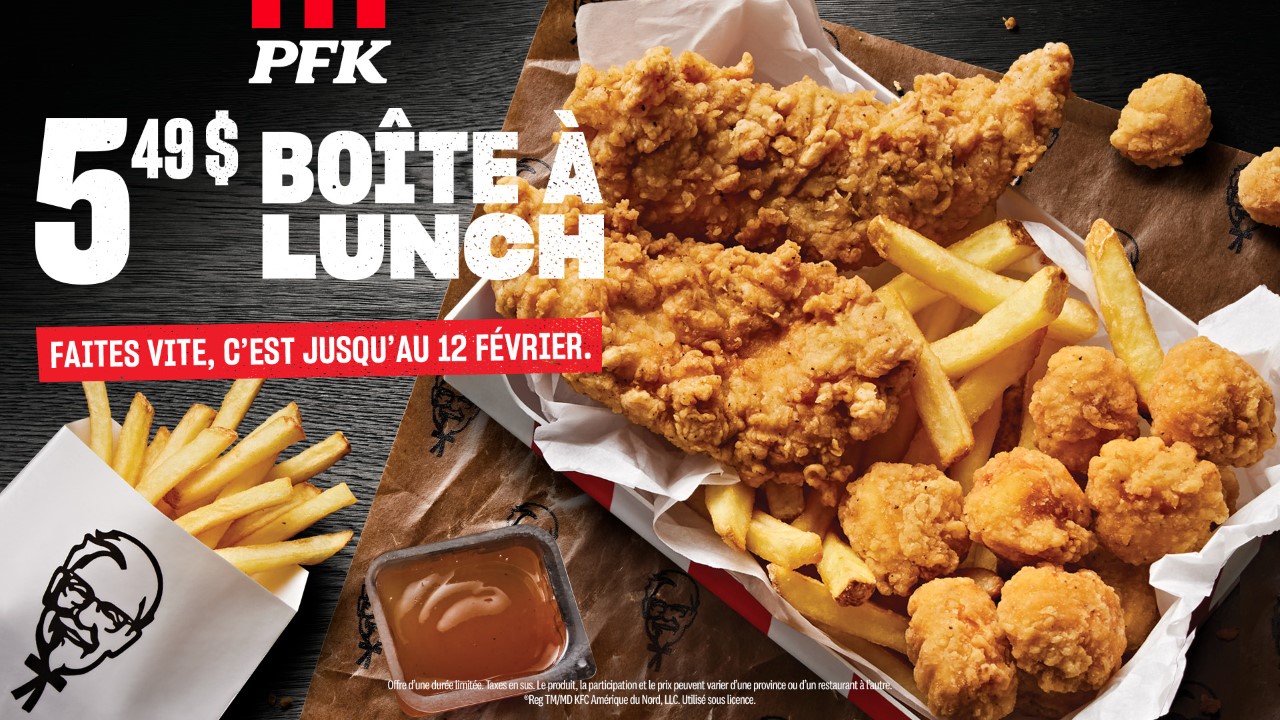 PFK
5 49 $ BOÎTE À
LUNCH
FAITES VITE, C'EST JUSQU'AU 12 FÉVRIER.
Offre d'une durée limitée. Taxes en sus. Le produit, la participation et le prix peuvent varier d'une province ou d'un restaurant à l'autre.
®Reg TM/MD KFC Amérique du Nord, LLC. Utilisé sous licence.